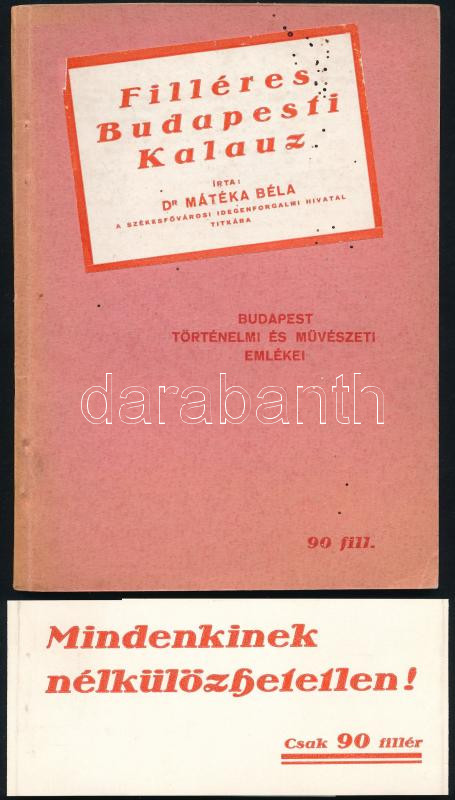 Filléres
Budapesti
Kalauz
ÍRTA:
Dʀ MÁTÉKA BÉLA
A SZÉKESFŐVÁROSI IDEGENFORGALMI HIVATAL
TITKÁRA
BUDAPEST
TÖRTÉNELMI ÉS MŰVÉSZETI
EMLÉKEI
darabanth
90 fill.
Mindenkinek
nélkülözhetetlen!
Csak 90 fillér